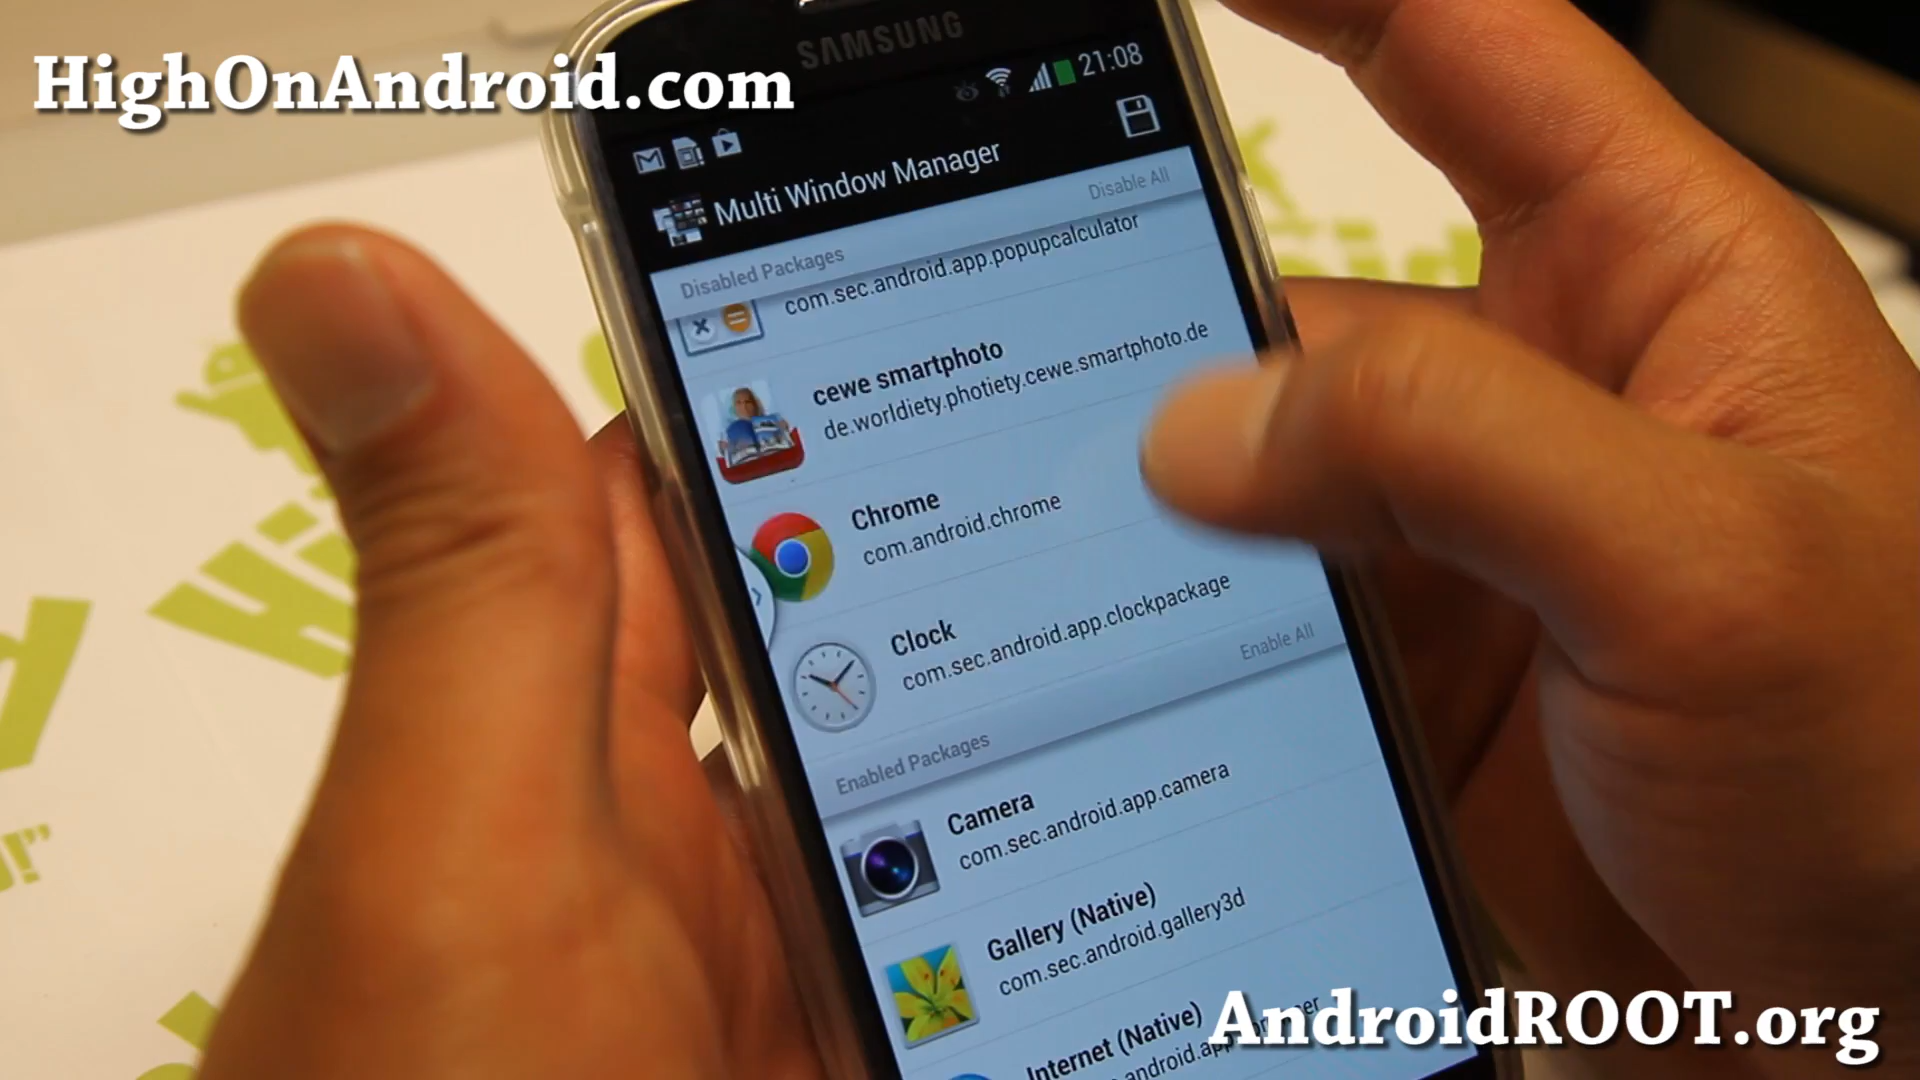 HighOnAndroid.com
SAMSUNG
21:08
Multi Window Manager
Disabled Packages
Disable All
com.sec.android.app.popupcalculator
cewe smartphoto
de.worldiety.photiety.cewe.smartphoto.de
Chrome
com.android.chrome
Clock
com.sec.android.app.clockpackage
Enabled Packages
Enable All
Camera
com.sec.android.app.camera
Gallery (Native)
com.sec.android.gallery3d
Internet (Native)
AndroidROOT.org